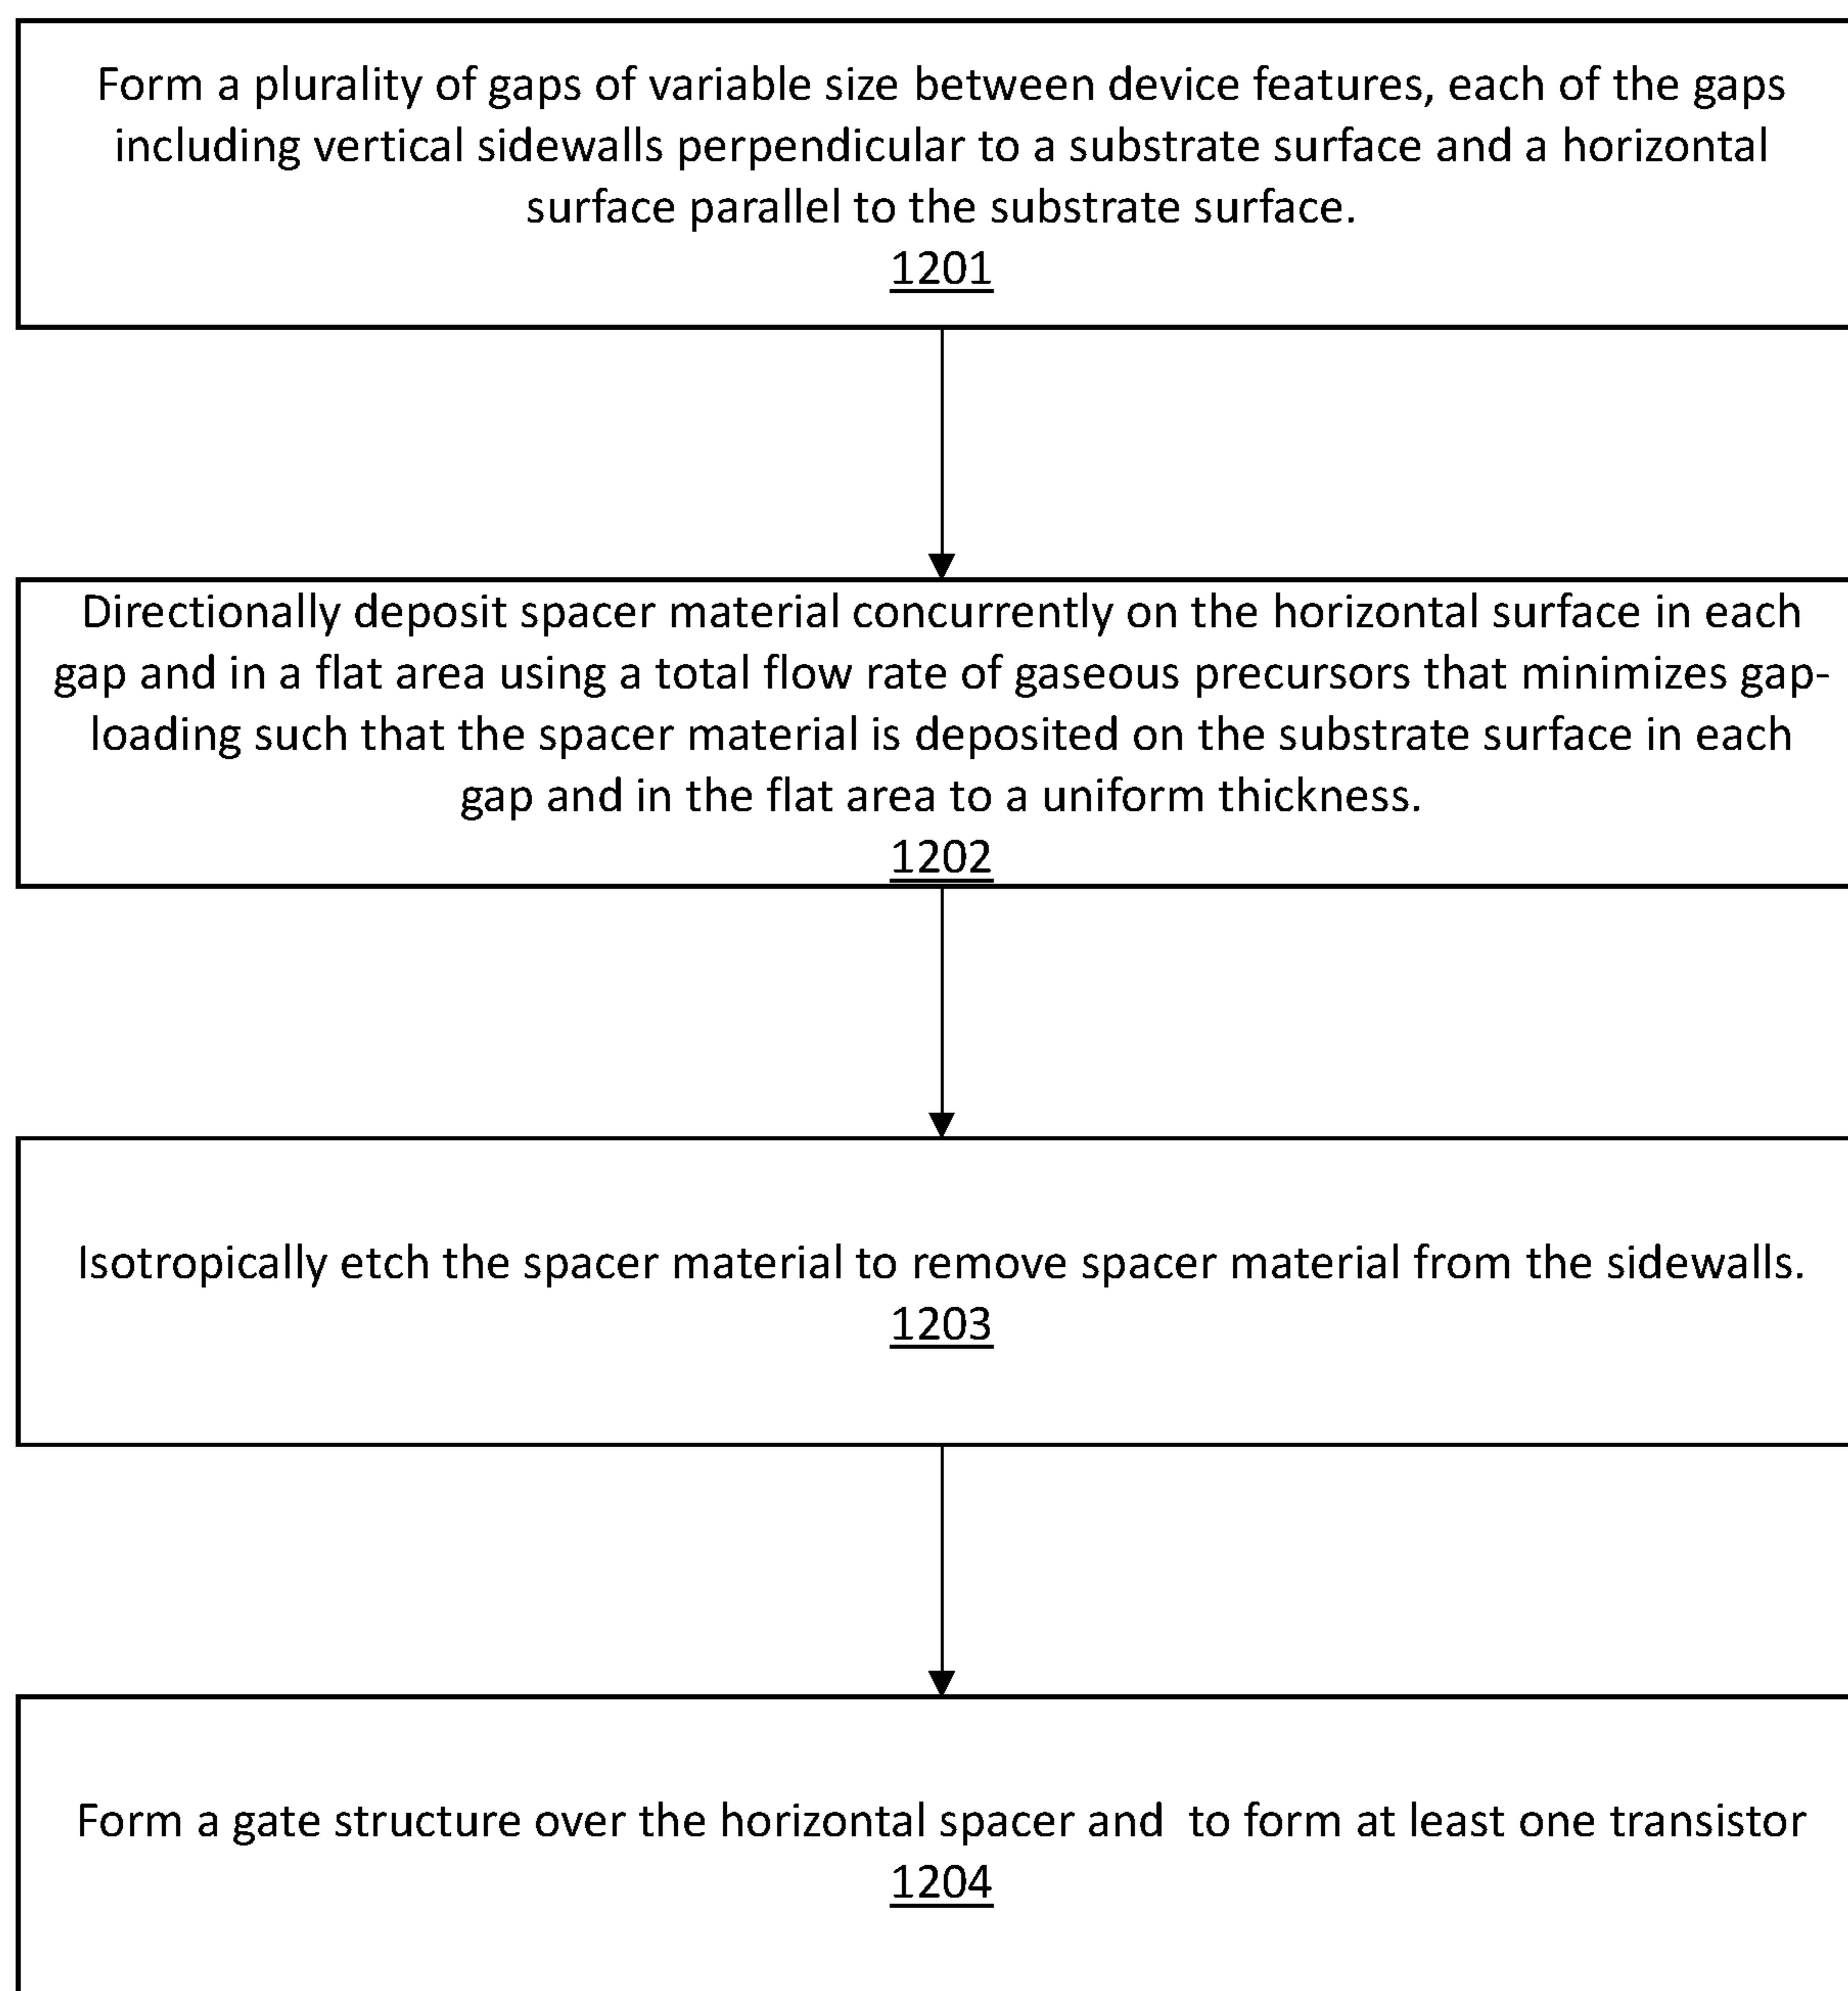 Form a plurality of gaps of variable size between device features, each of the gaps
including vertical sidewalls perpendicular to a substrate surface and a horizontal
surface parallel to the substrate surface.
1201
Directionally deposit spacer material concurrently on the horizontal surface in each
gap and in a flat area using a total flow rate of gaseous precursors that minimizes gap-
loading such that the spacer material is deposited on the substrate surface in each
gap and in the flat area to a uniform thickness.
1202
Isotropically etch the spacer material to remove spacer material from the sidewalls.
1203
Form a gate structure over the horizontal spacer and  to form at least one transistor
1204